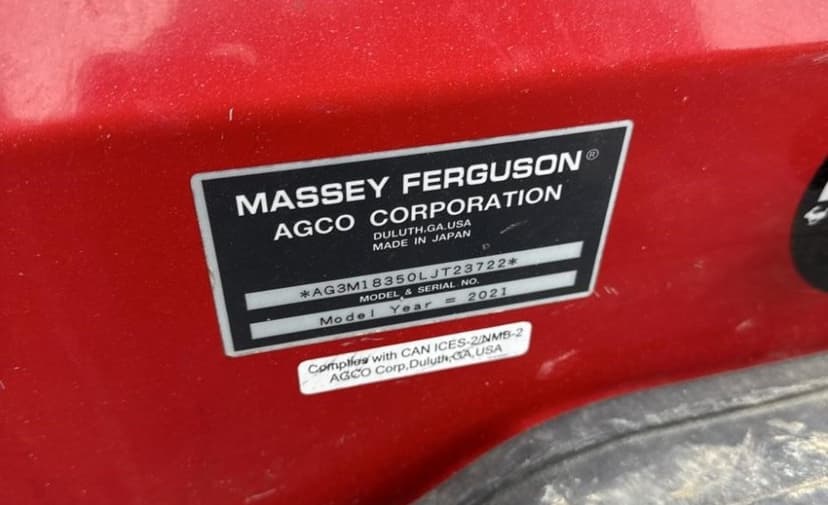 MASSEY FERGUSON®
AGCO CORPORATION
DULUTH,GA.USA
MADE IN JAPAN
*AG3M18350LJT23722*
MODEL & SERIAL NO.
Model Year = 2021
Complies with CAN ICES-2/NMB-2
AGCO Corp,Duluth,GA,USA